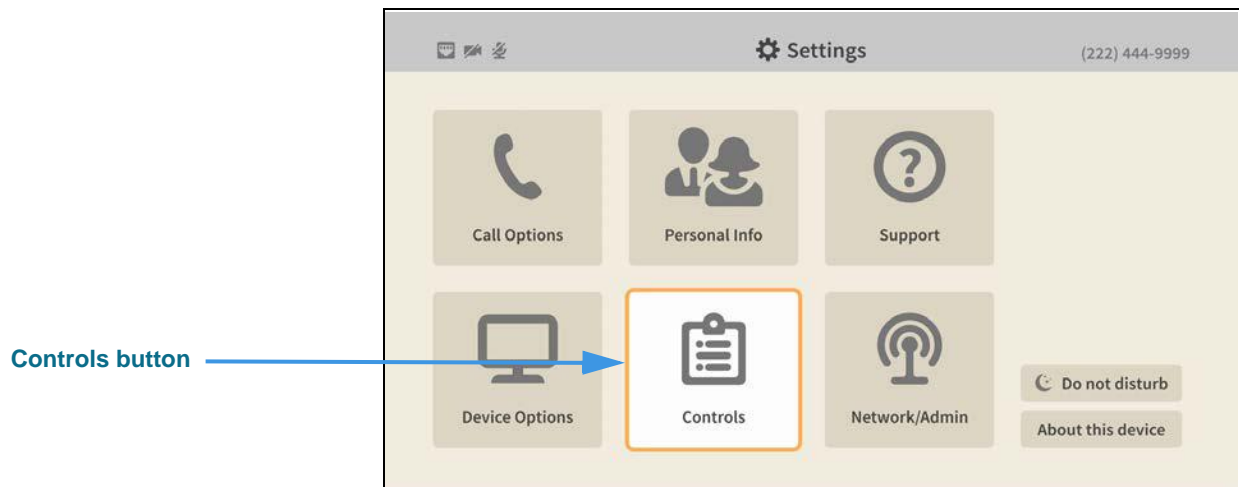 Settings
(222) 444-9999
Call Options
Personal Info
Support
Controls button
Device Options
Controls
Network/Admin
Do not disturb
About this device